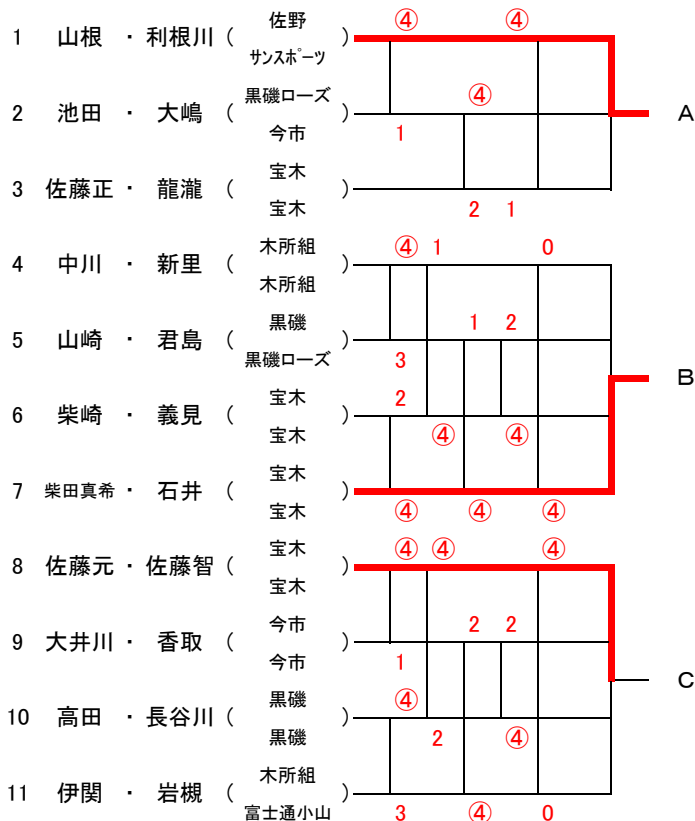 佐野 ④ ④
1 山根 ・ 利根川 ( )
サンスポーツ
黒磯ローズ ④
2 池田 ・ 大嶋 ( ) A
今市 1
宝木
3 佐藤正 ・ 龍瀧 ( )
宝木 2 1
木所組 ④ 1 0
4 中川 ・ 新里 ( )
木所組
黒磯 1 2
5 山崎 ・ 君島 ( )
黒磯ローズ 3
B
宝木 2
6 柴崎 ・ 義見 ( )
宝木 ④ ④
宝木
7 柴田真希 ・ 石井 ( )
宝木 ④ ④ ④
宝木 ④ ④ ④
8 佐藤元 ・ 佐藤智 ( )
宝木
今市 2 2
9 大井川 ・ 香取 ( )
今市 1
C
黒磯 ④
10 高田 ・ 長谷川 ( )
黒磯 2 ④
木所組
11 伊関 ・ 岩槻 ( )
富士通小山 3 ④ 0